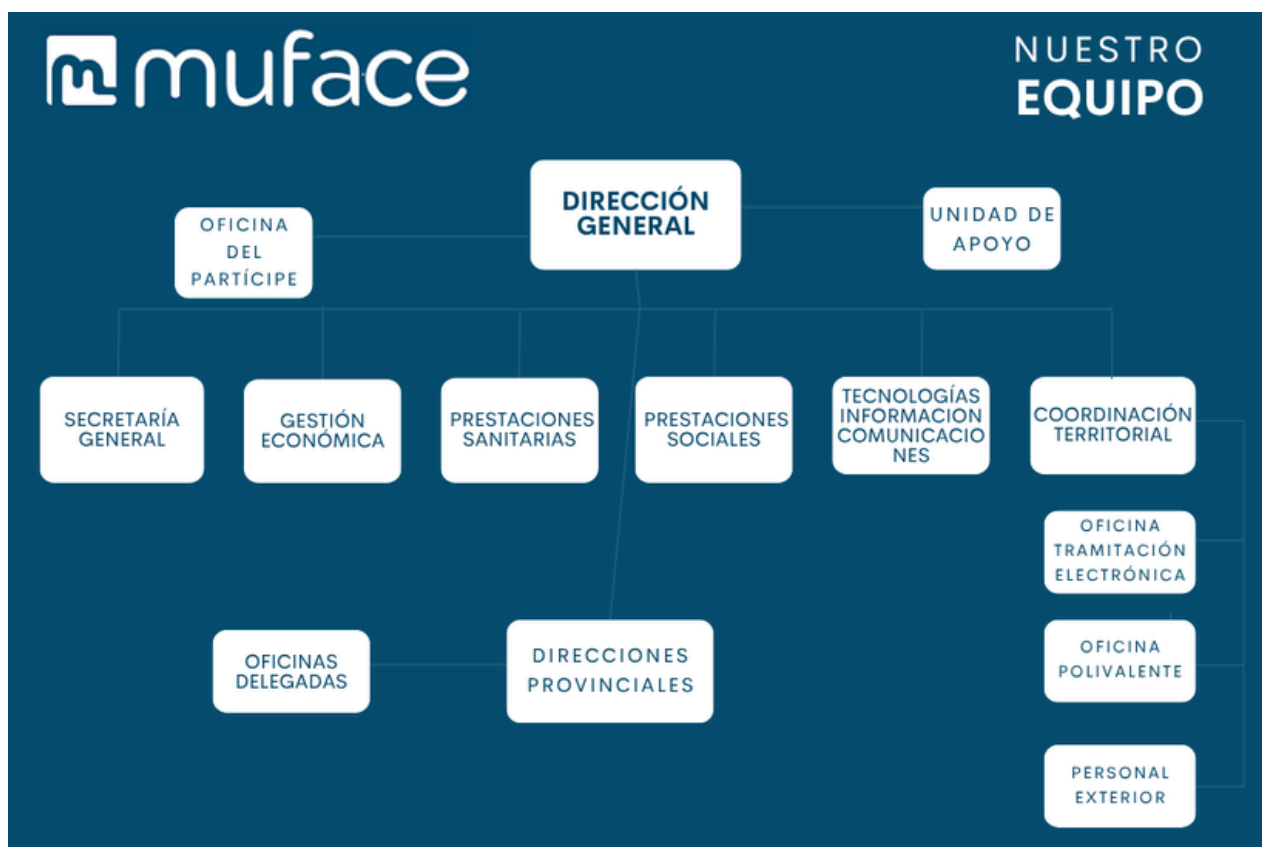 muface
NUESTRO
EQUIPO
DIRECCIÓN
GENERAL
OFICINA
DEL
PARTÍCIPE
UNIDAD DE
APOYO
SECRETARÍA
GENERAL
GESTIÓN
ECONÓMICA
PRESTACIONES
SANITARIAS
PRESTACIONES
SOCIALES
TECNOLOGÍAS
INFORMACION
COMUNICACIO
NES
COORDINACIÓN
TERRITORIAL
OFICINA
TRAMITACIÓN
ELECTRÓNICA
OFICINA
POLIVALENTE
PERSONAL
EXTERIOR
OFICINAS
DELEGADAS
DIRECCIONES
PROVINCIALES